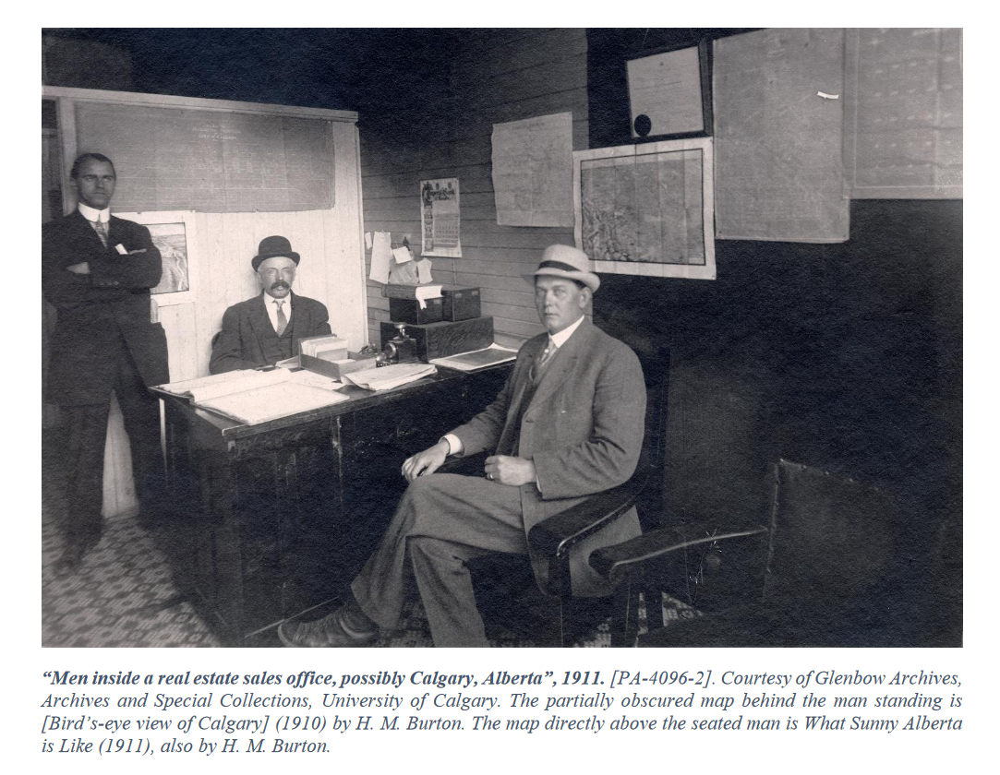 “Men inside a real estate sales office, possibly Calgary, Alberta”, 1911. [PA-4096-2]. Courtesy of Glenbow Archives,
Archives and Special Collections, University of Calgary. The partially obscured map behind the man standing is
[Bird’s-eye view of Calgary] (1910) by H. M. Burton. The map directly above the seated man is What Sunny Alberta
is Like (1911), also by H. M. Burton.